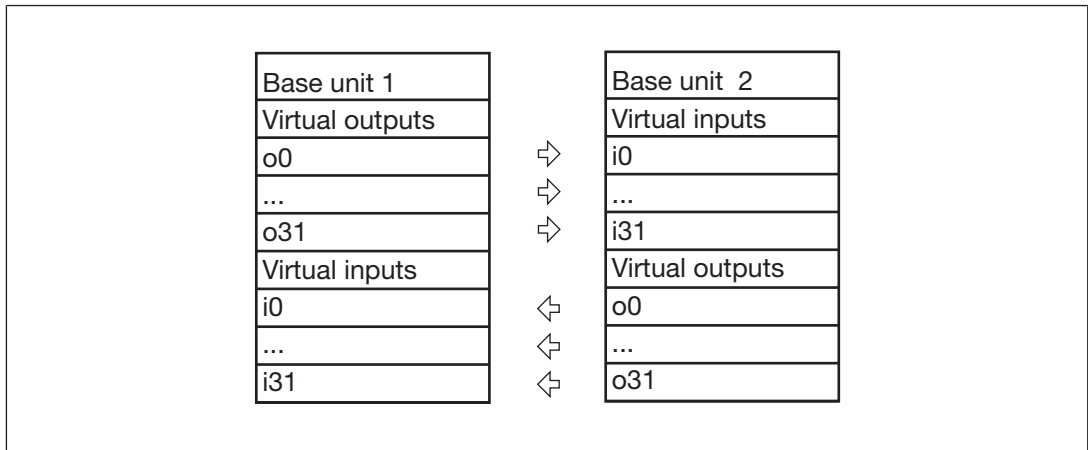 Base unit 1
Virtual outputs
o0
...
o31
Virtual inputs
i0
...
i31
Base unit 2
Virtual inputs
i0
...
i31
Virtual outputs
o0
...
o31